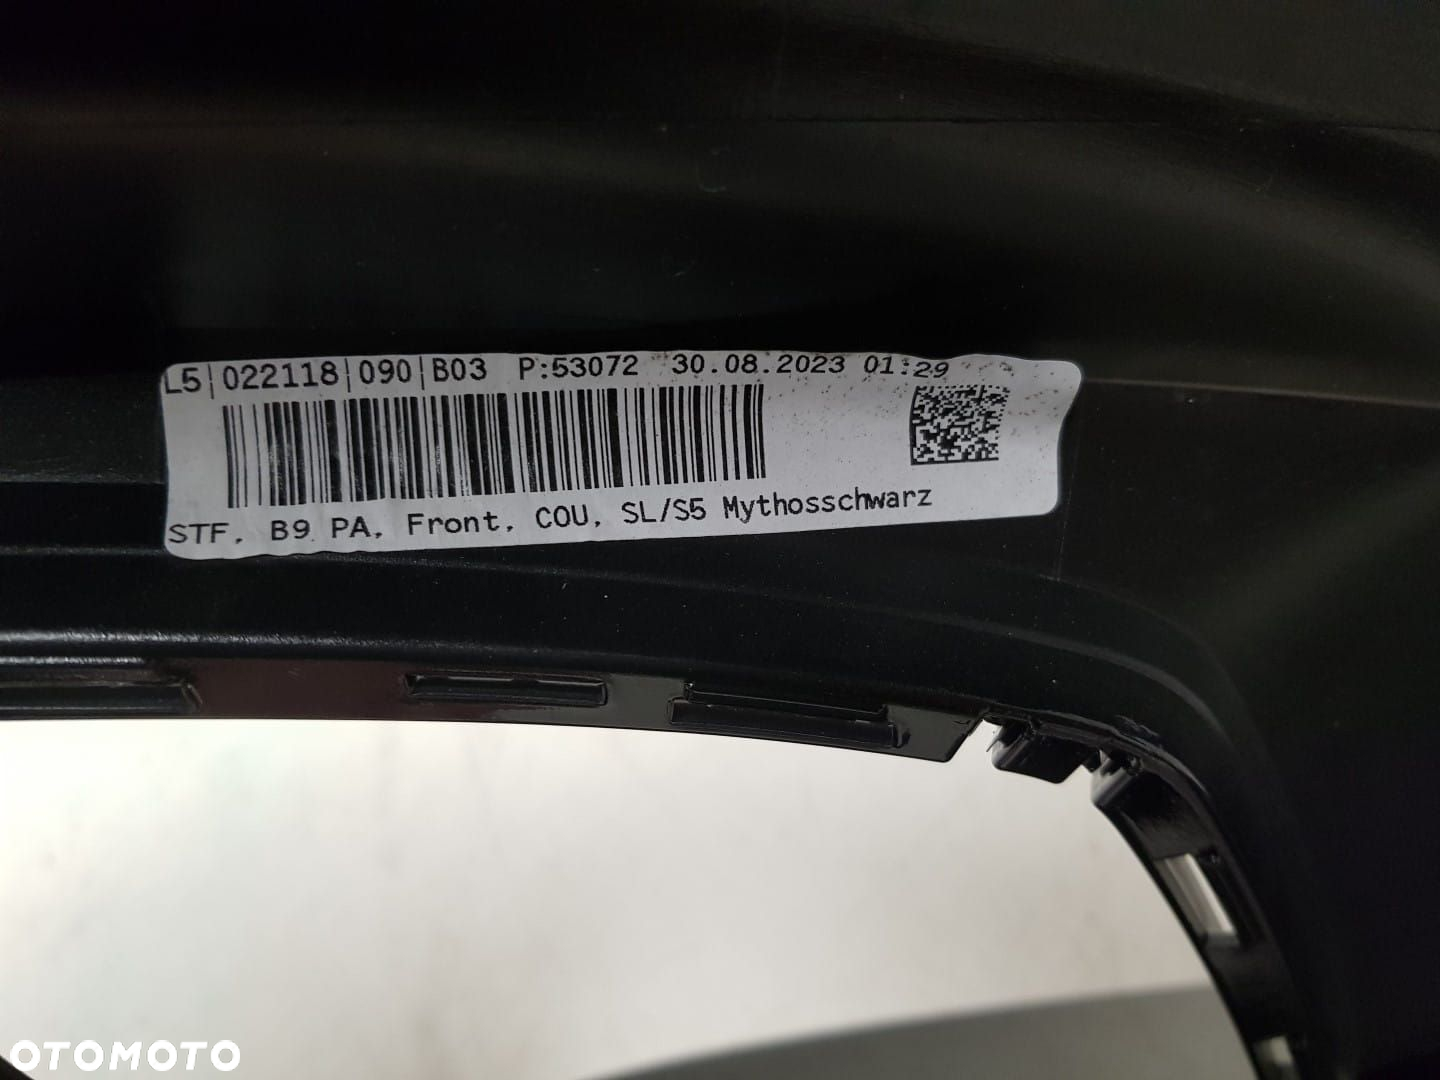 L5|022118|090|B03 P:53072 30.08.2023 01:29
STF, B9 PA, Front, COU, SL/S5 Mythosschwarz
OTOMOTO